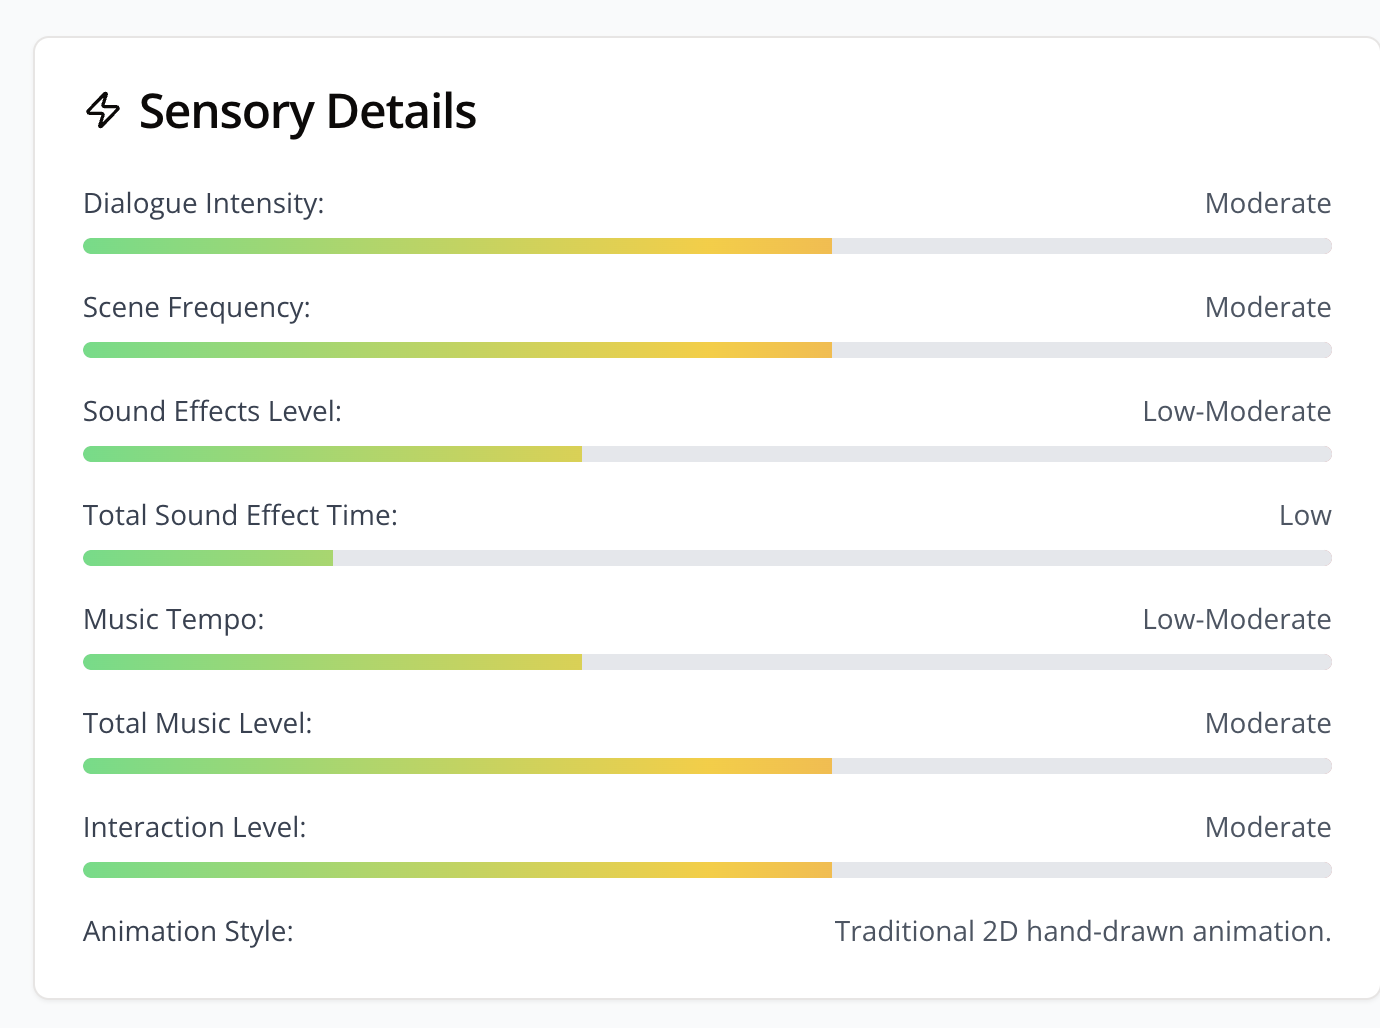 Sensory Details
Dialogue Intensity: Moderate
Scene Frequency: Moderate
Sound Effects Level: Low-Moderate
Total Sound Effect Time: Low
Music Tempo: Low-Moderate
Total Music Level: Moderate
Interaction Level: Moderate
Animation Style: Traditional 2D hand-drawn animation.